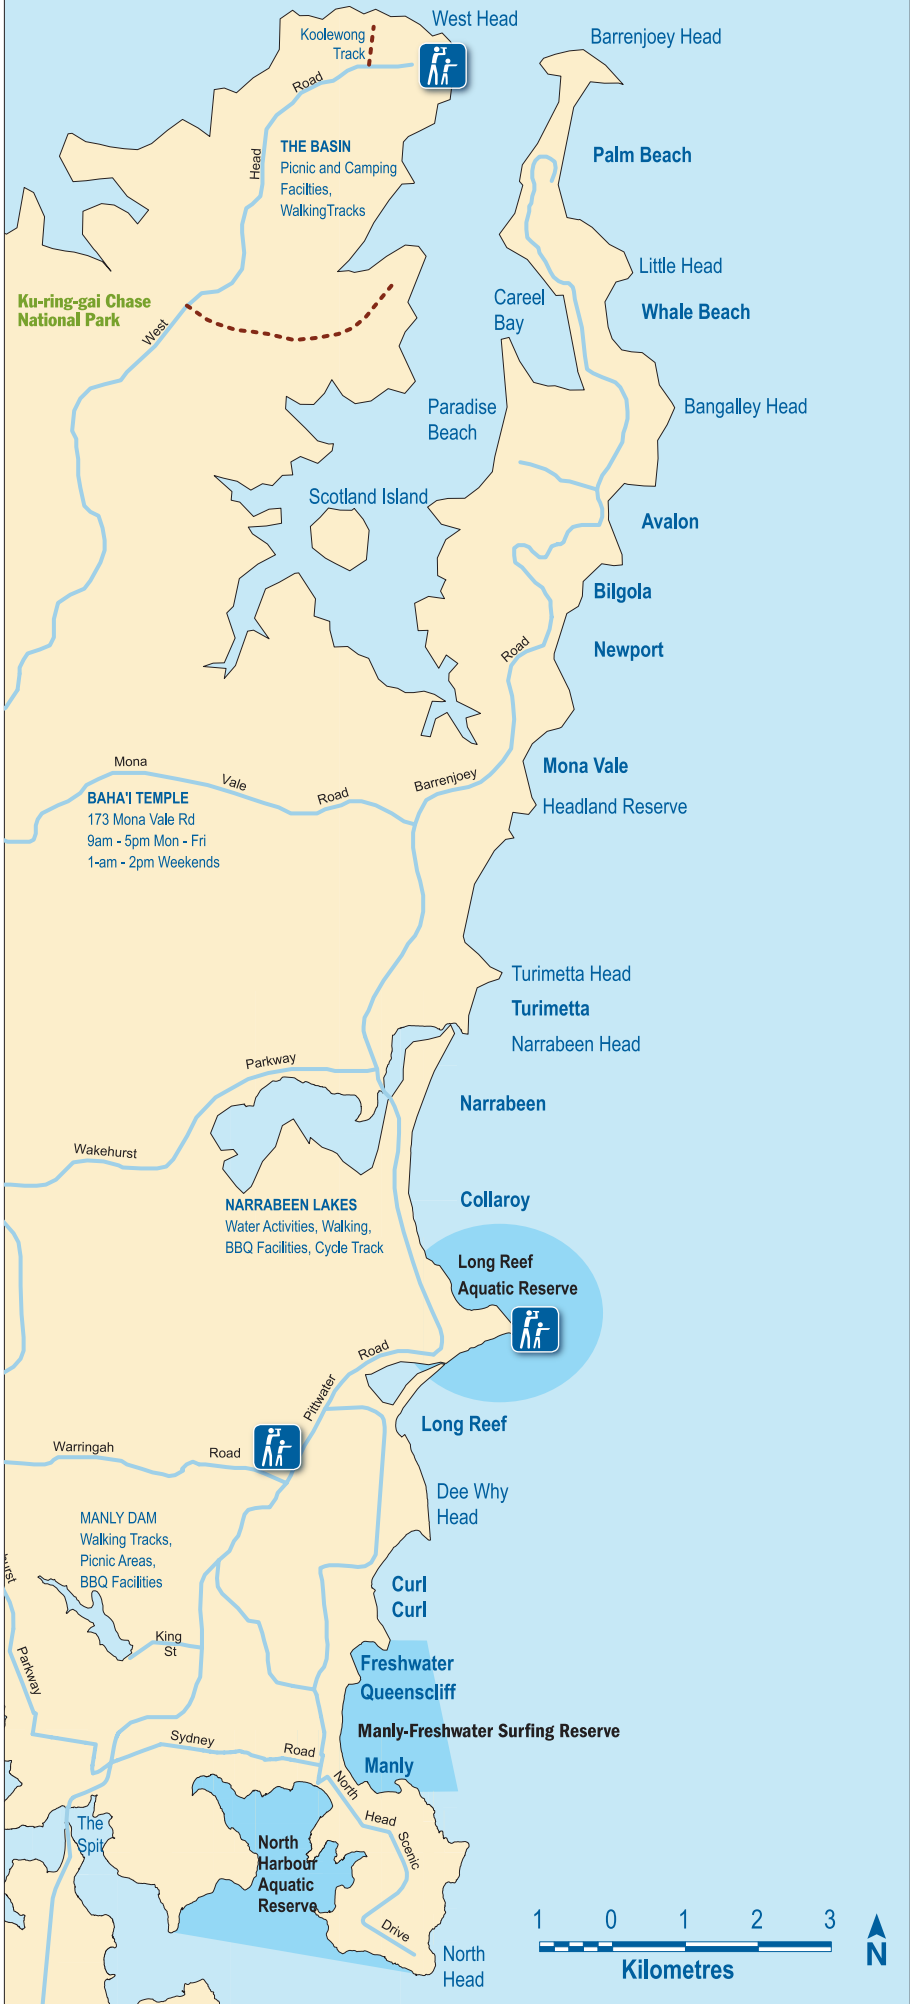 West Head
Koolewong
Track
Barrenjoey Head
Road
THE BASIN
Picnic and Camping
Facilties,
WalkingTracks
Head
Palm Beach
Little Head
Ku-ring-gai Chase
National Park
West
Careel
Bay
Whale Beach
Paradise
Beach
Bangalley Head
Scotland Island
Avalon
Bilgola
Road
Newport
Mona
Vale
Road
Barrenjoey
Mona Vale
BAHA'I TEMPLE
173 Mona Vale Rd
9am - 5pm Mon - Fri
1-am - 2pm Weekends
Headland Reserve
Turimetta Head
Turimetta
Narrabeen Head
Parkway
Narrabeen
Wakehurst
NARRABEEN LAKES
Water Activities, Walking,
BBQ Facilities, Cycle Track
Collaroy
Long Reef
Aquatic Reserve
Road
Pittwater
Long Reef
Warringah
Road
Dee Why
Head
MANLY DAM
Walking Tracks,
Picnic Areas,
BBQ Facilities
hurst
Curl
Curl
King
St
Parkway
Freshwater
Queenscliff
Manly-Freshwater Surfing Reserve
Sydney
Road
Manly
North
Head
Scenic
Drive
The
Spit
North
Harbour
Aquatic
Reserve
North
Head
1 0 1 2 3
Kilometres
N